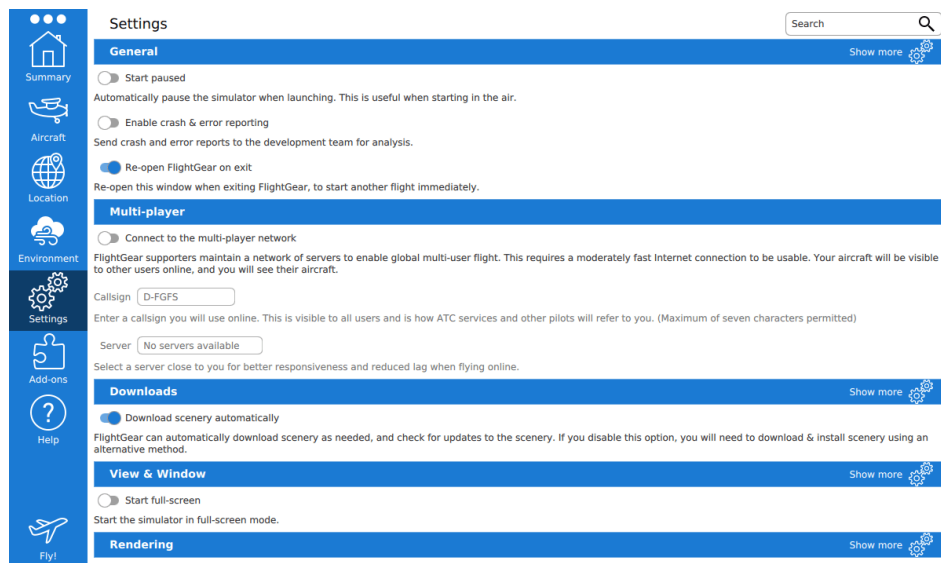 Settings
Search
Summary
Aircraft
Location
Environment
Settings
Add-ons
?
Help
Fly!
General
Show more
Start paused
Automatically pause the simulator when launching. This is useful when starting in the air.
Enable crash & error reporting
Send crash and error reports to the development team for analysis.
Re-open FlightGear on exit
Re-open this window when exiting FlightGear, to start another flight immediately.
Multi-player
Connect to the multi-player network
FlightGear supporters maintain a network of servers to enable global multi-user flight. This requires a moderately fast Internet connection to be usable. Your aircraft will be visible
to other users online, and you will see their aircraft.
Callsign D-FGFS
Enter a callsign you will use online. This is visible to all users and is how ATC services and other pilots will refer to you. (Maximum of seven characters permitted)
Server No servers available
Select a server close to you for better responsiveness and reduced lag when flying online.
Downloads
Show more
Download scenery automatically
FlightGear can automatically download scenery as needed, and check for updates to the scenery. If you disable this option, you will need to download & install scenery using an
alternative method.
View & Window
Show more
Start full-screen
Start the simulator in full-screen mode.
Rendering
Show more